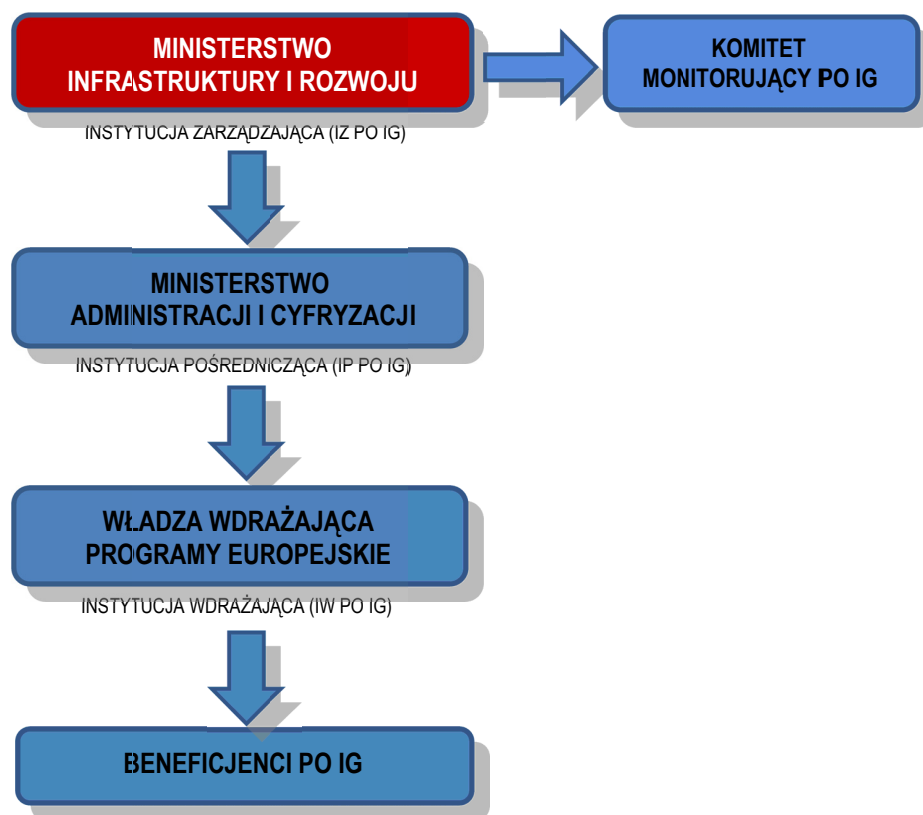 MINISTERSTWO
INFRASTRUKTURY I ROZWOJU
KOMITET
MONITORUJĄCY PO IG
INSTYTUCJA ZARZĄDZAJĄCA (IZ PO IG)
MINISTERSTWO
ADMINISTRACJI I CYFRYZACJI
INSTYTUCJA POŚREDNICZĄCA (IP PO IG)
WŁADZA WDRAŻAJĄCA
PROGRAMY EUROPEJSKIE
INSTYTUCJA WDRAŻAJĄCA (IW PO IG)
BENEFICJENCI PO IG